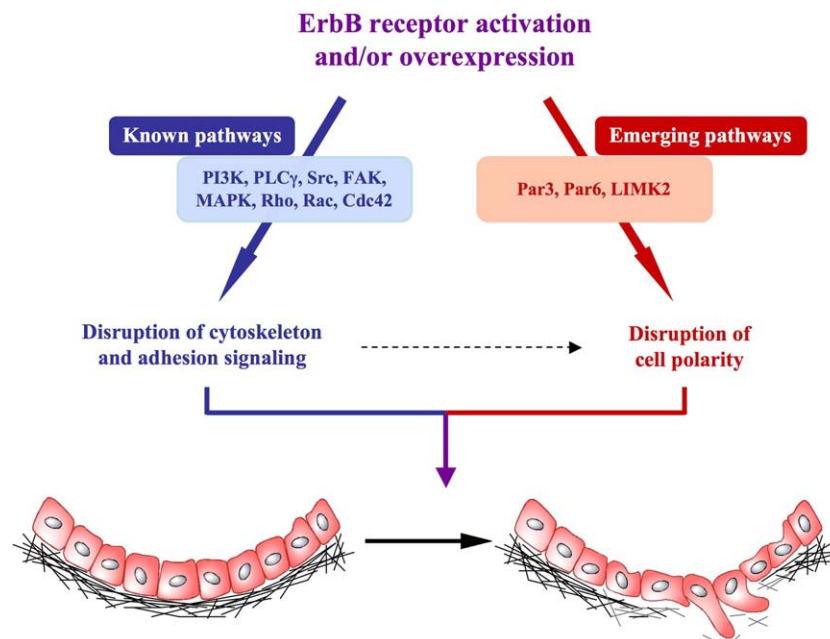 ErbB receptor activation
and/or overexpression
Known pathways
Emerging pathways
PI3K, PLCγ, Src, FAK,
MAPK, Rho, Rac, Cdc42
Par3, Par6, LIMK2
Disruption of cytoskeleton
and adhesion signaling
Disruption of
cell polarity